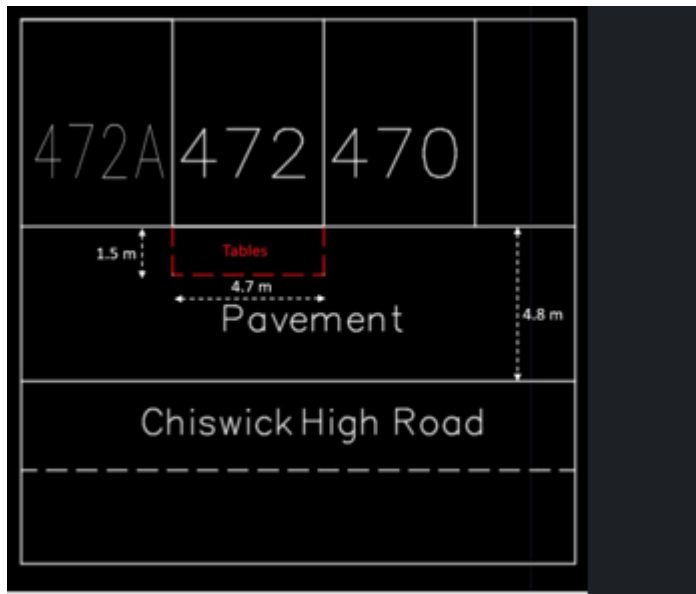 472A 472 470
1.5 m
Tables
4.7 m
Pavement
4.8 m
Chiswick High Road